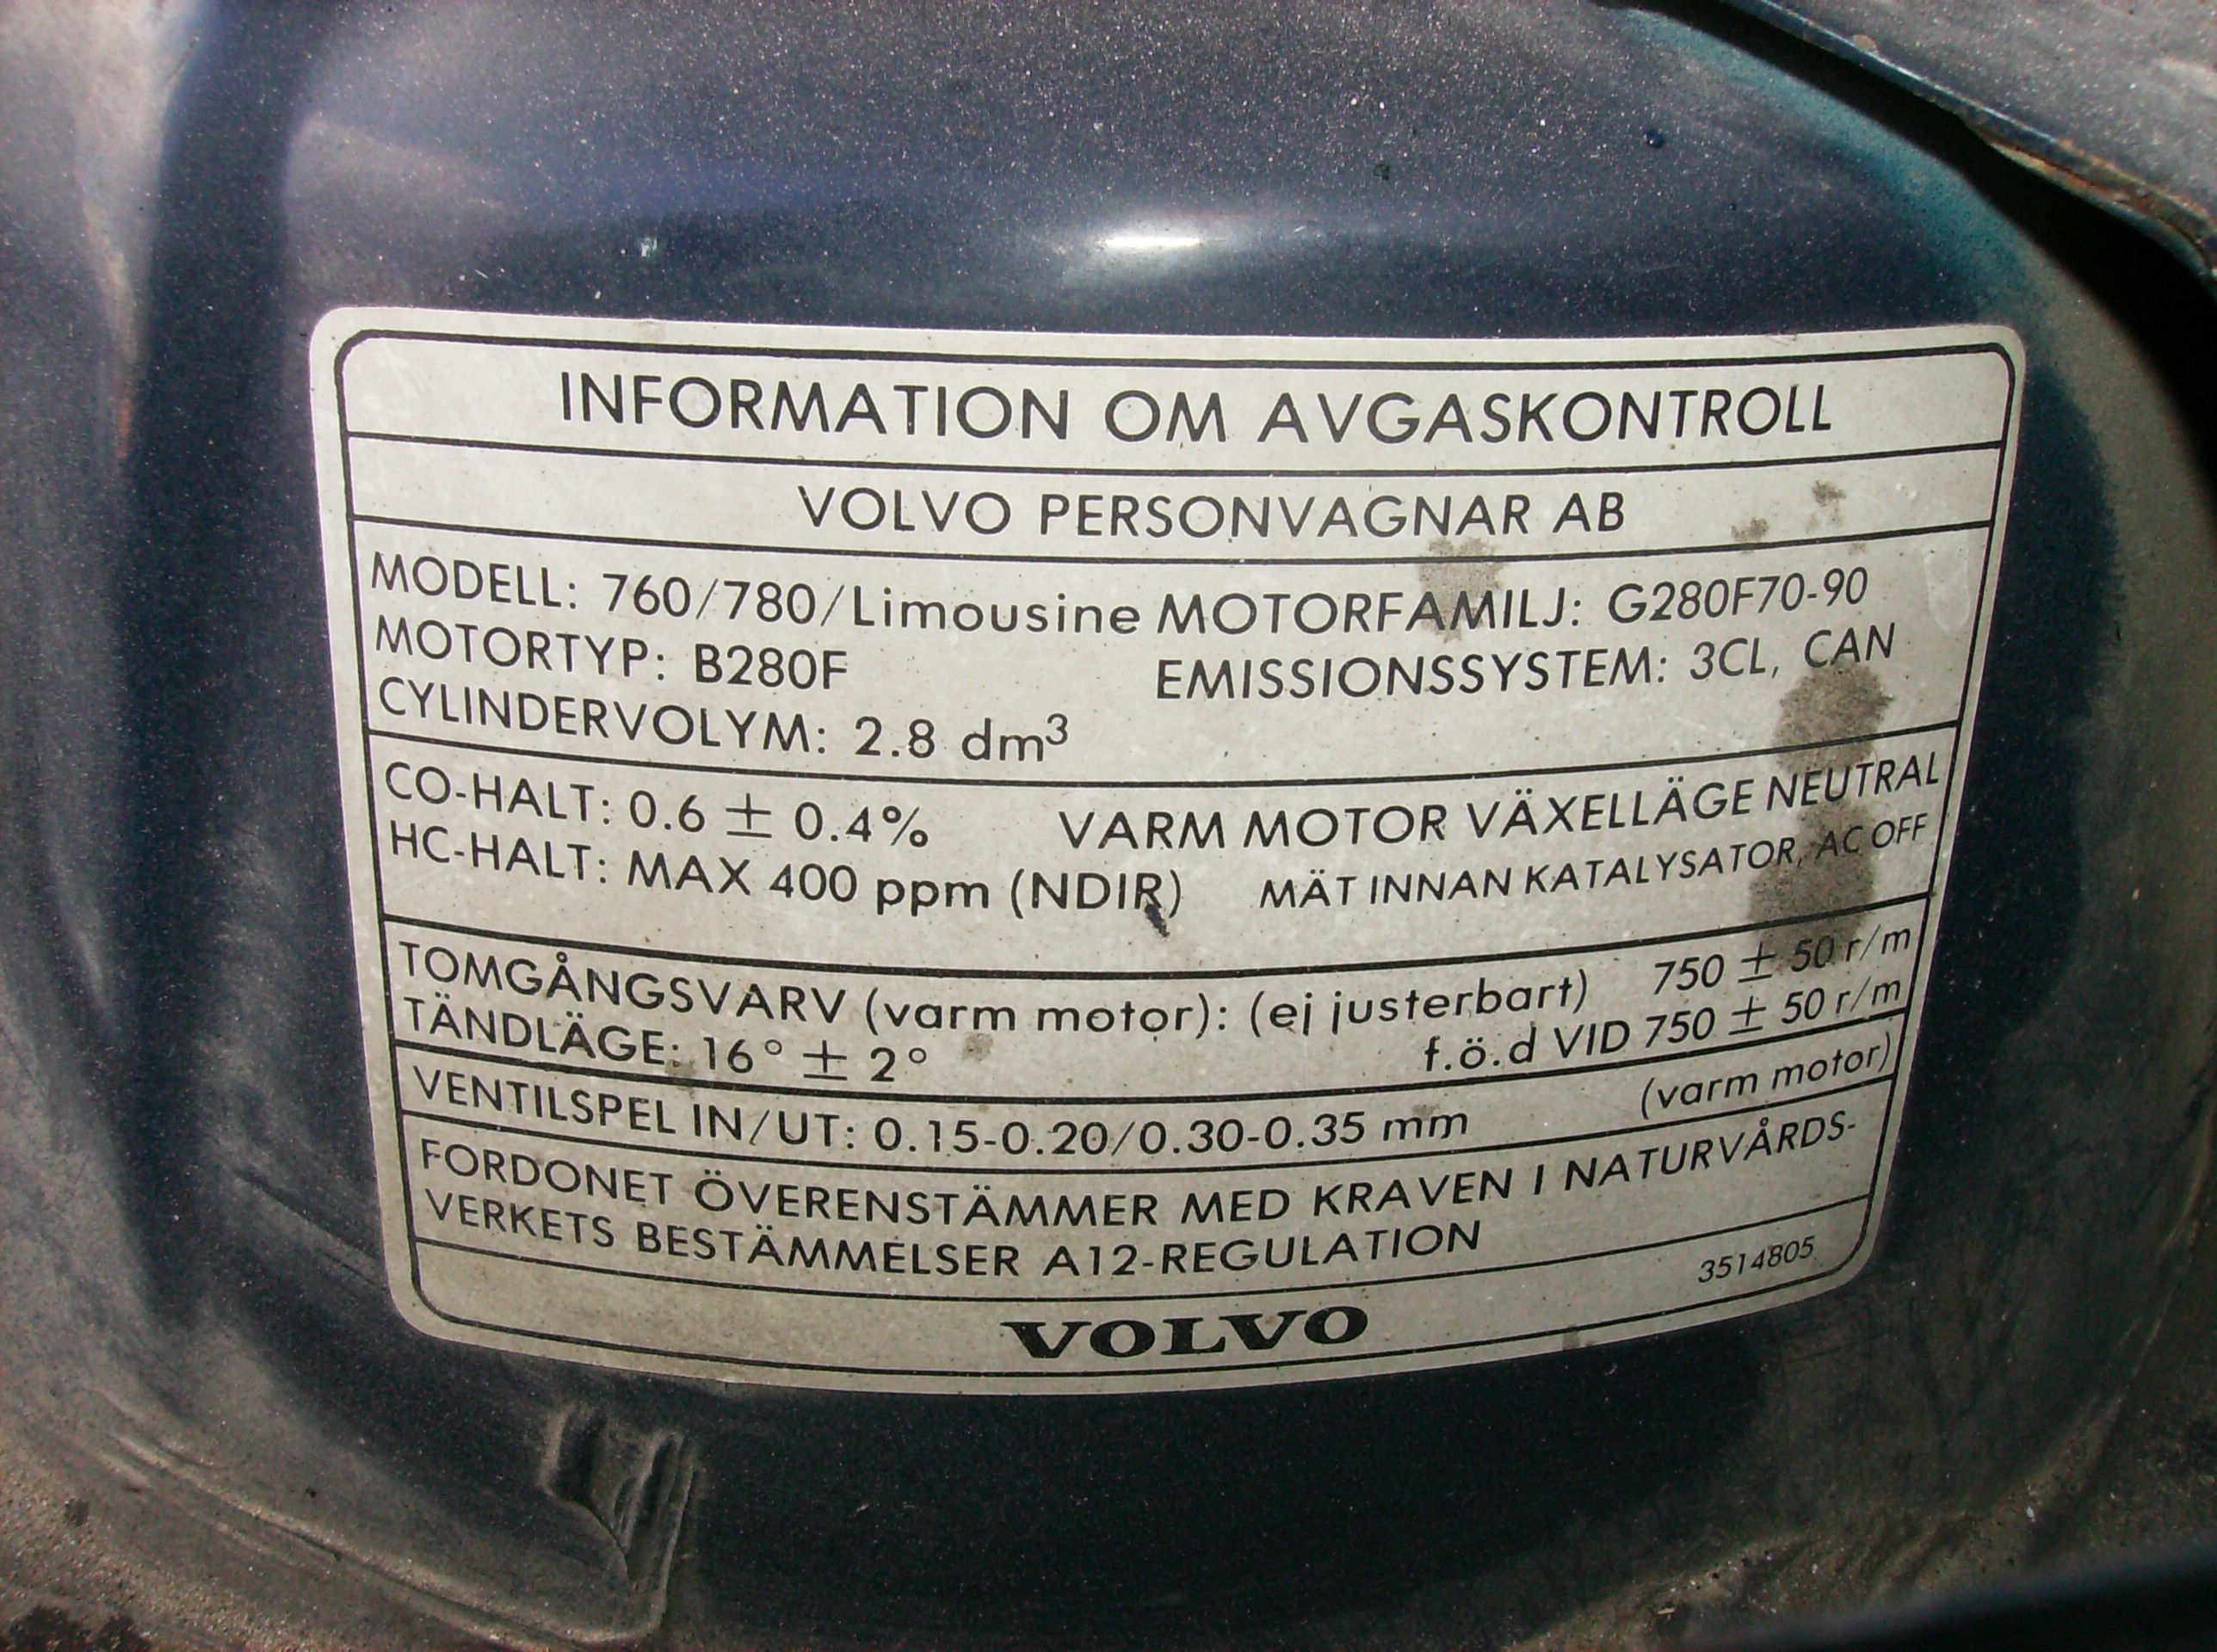 INFORMATION OM AVGASKONTROLL
VOLVO PERSONVAGNAR AB
MODELL: 760/780/Limousine MOTORFAMILJ: G280F70-90
MOTORTYP: B280F EMISSIONSSYSTEM: 3CL, CAN
CYLINDERVOLYM: 2.8 dm³
CO-HALT: 0.6 ± 0.4% VARM MOTOR VÄXELLÄGE NEUTRAL
HC-HALT: MAX 400 ppm (NDIR) MÄT INNAN KATALYSATOR, AC OFF
TOMGÅNGSVARV (varm motor): (ej justerbart) 750 ± 50 r/m
TÄNDLÄGE: 16° ± 2° f.ö.d VID 750 ± 50 r/m
VENTILSPEL IN/UT: 0.15-0.20/0.30-0.35 mm (varm motor)
FORDONET ÖVERENSTÄMMER MED KRAVEN I NATURVÅRDS-
VERKETS BESTÄMMELSER A12-REGULATION
3514805
VOLVO